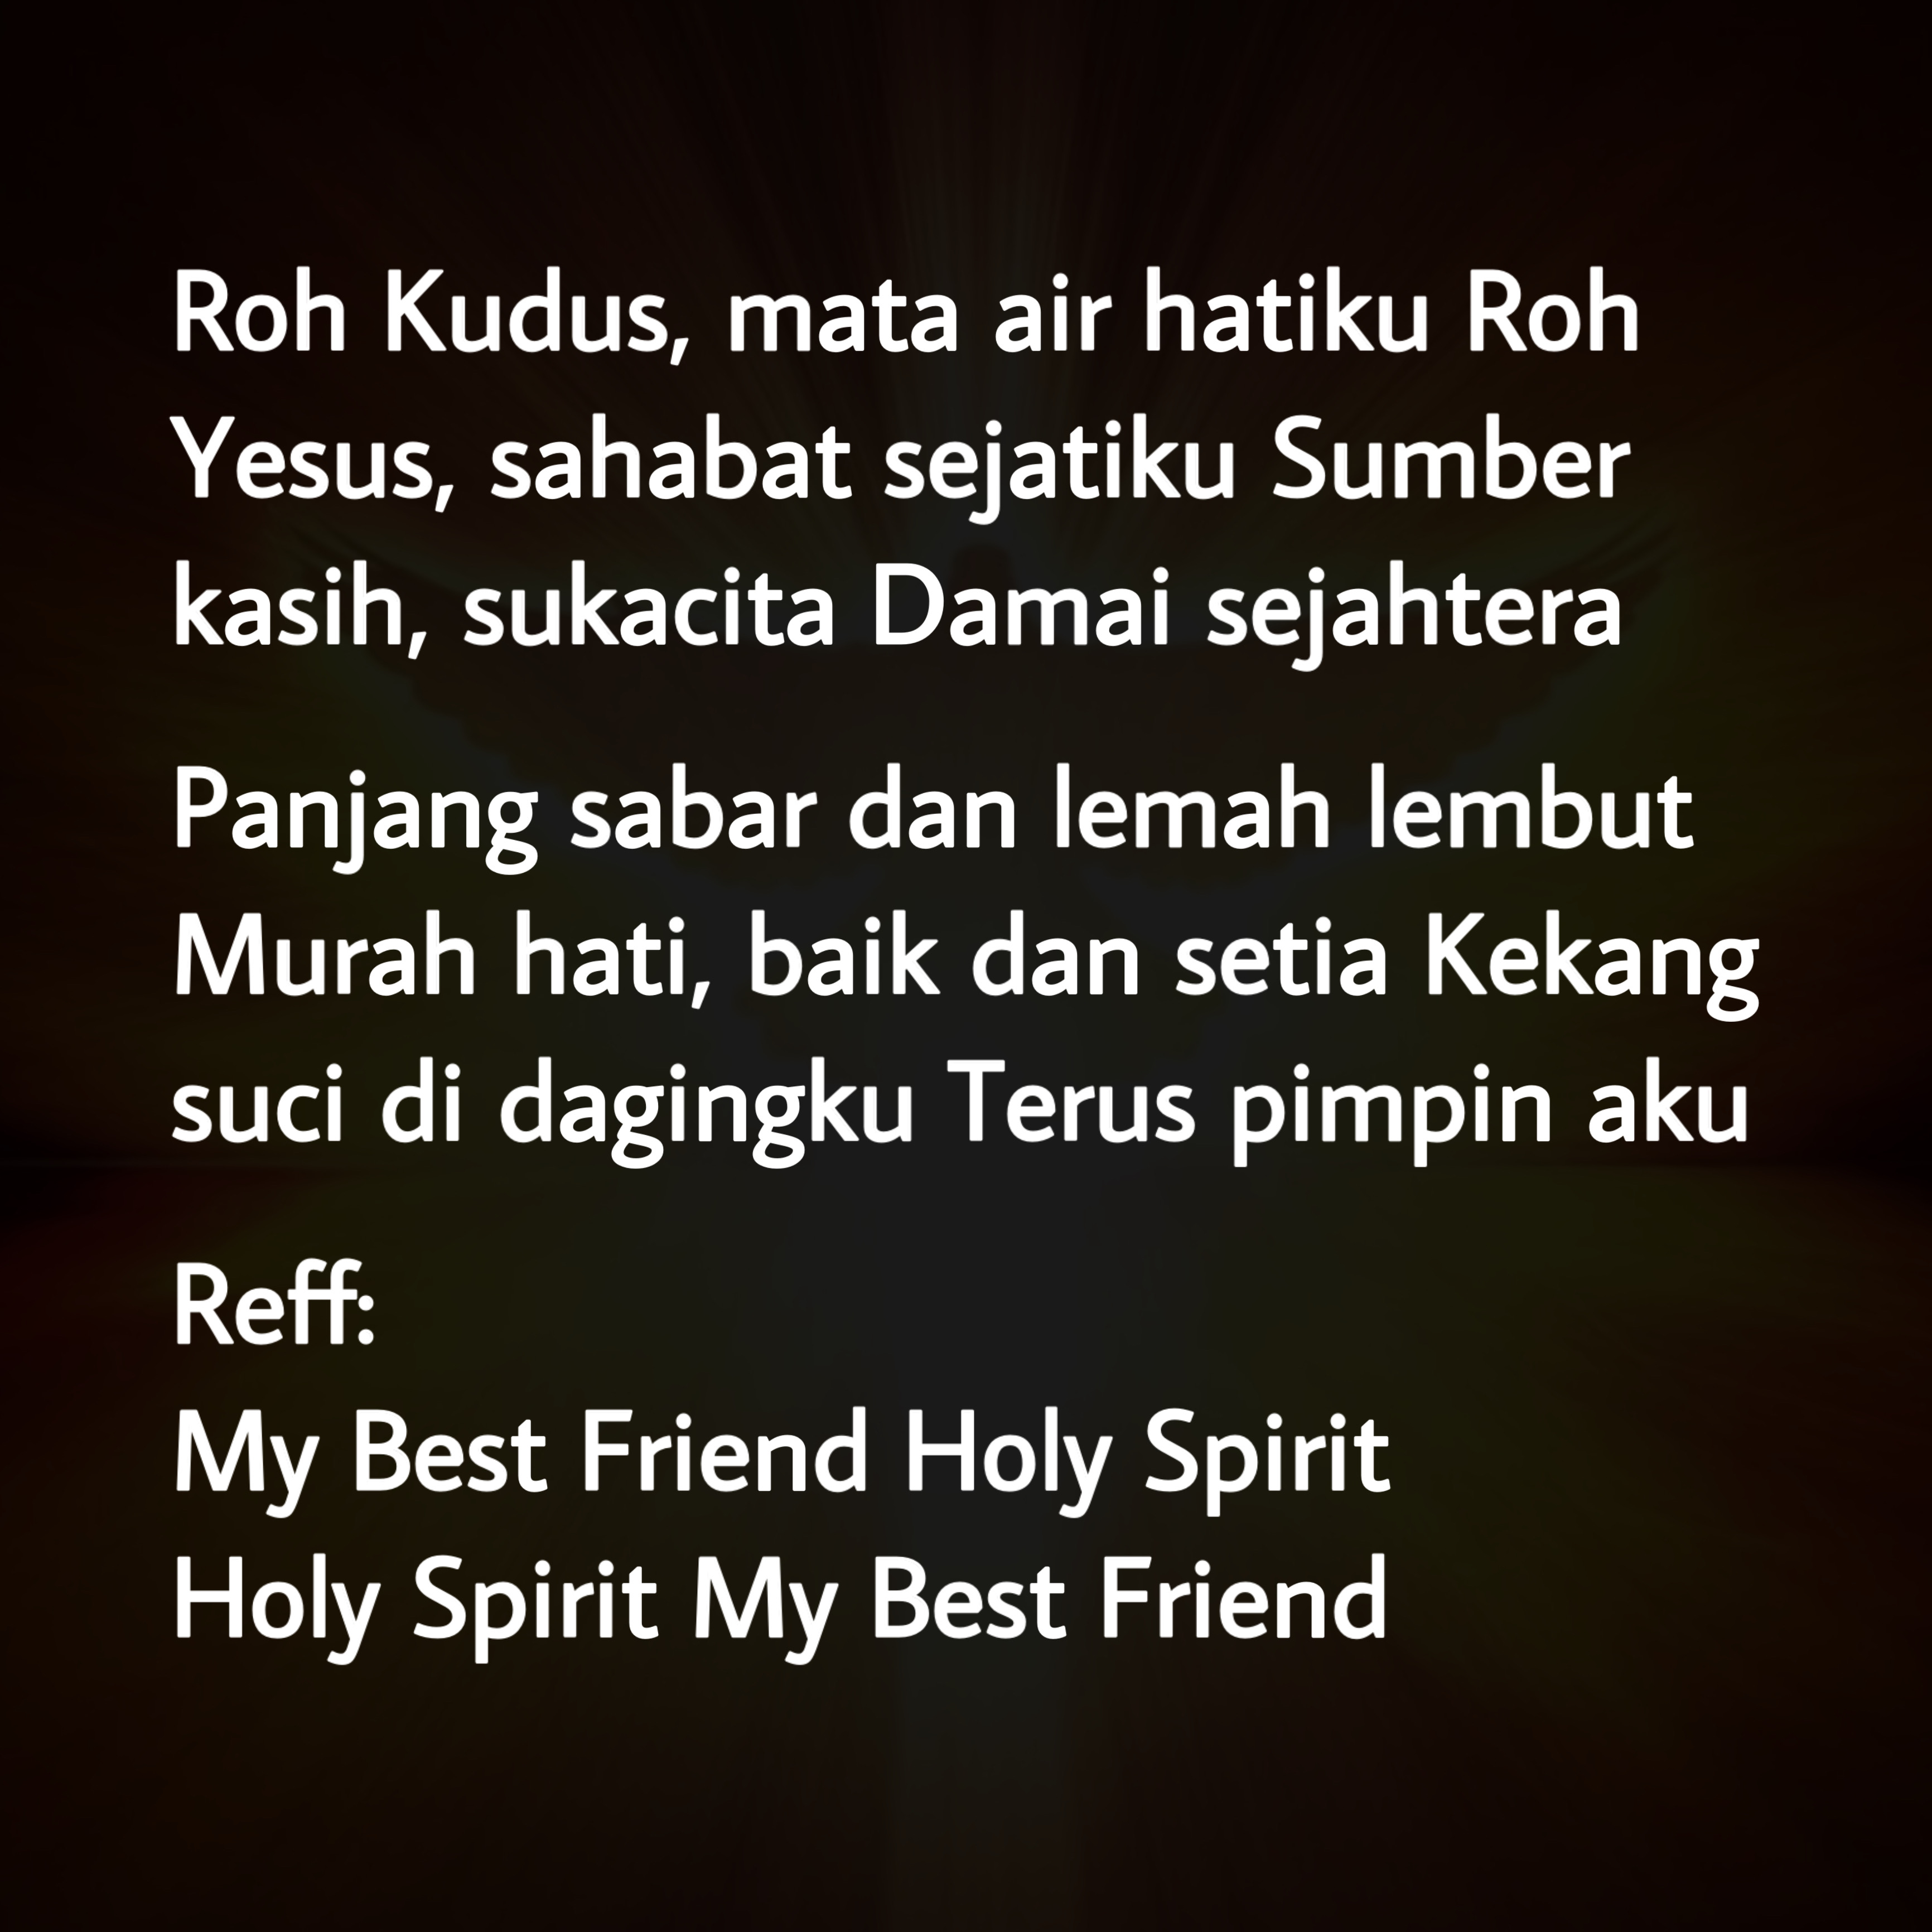 Roh Kudus, mata air hatiku Roh
Yesus, sahabat sejatiku Sumber
kasih, sukacita Damai sejahtera
Panjang sabar dan lemah lembut
Murah hati, baik dan setia Kekang
suci di dagingku Terus pimpin aku
Reff:
My Best Friend Holy Spirit
Holy Spirit My Best Friend